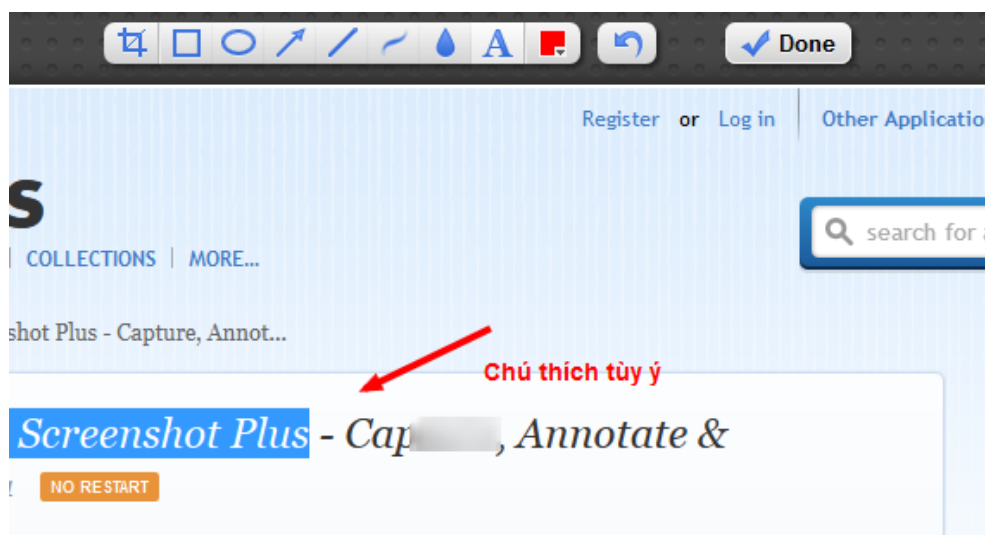 A Done
Register or Log in Other Applicatio
s
COLLECTIONS | MORE...
shot Plus - Capture, Annot...
search for a
Chú thích tùy ý
Screenshot Plus - Cap , Annotate &
NO RESTART